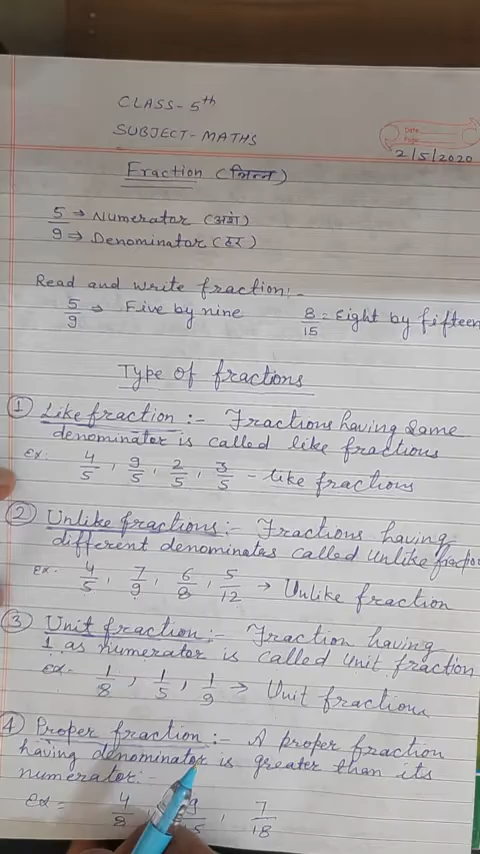 CLASS-5th
SUBJECT-MATHS
Date
Page
2/5/2020
Fraction (भिन्न)
5 → Numerator (अंश)
9 → Denominator (हर)
Read and write fraction:-
5/9 ⇒ Five by nine 8/15 = Eight by fifteen
Type of fractions
① Like fraction :- Fractions having same
denominator is called like fractions
Ex:- 4/5, 9/5, 2/5, 3/5 - like fractions
② Unlike fractions:- Fractions having
different denominates called unlike
Ex- 4/5, 7/9, 6/8, 5/12 → Unlike fraction
③ Unit fraction:- Fraction having
1 as numerator is called unit fraction
Ex- 1/8, 1/5, 1/9 → Unit fractions
④ Proper fraction :- A proper fraction
having denominator is greater than its
numerator:-
Ex= 4/8, 7/18